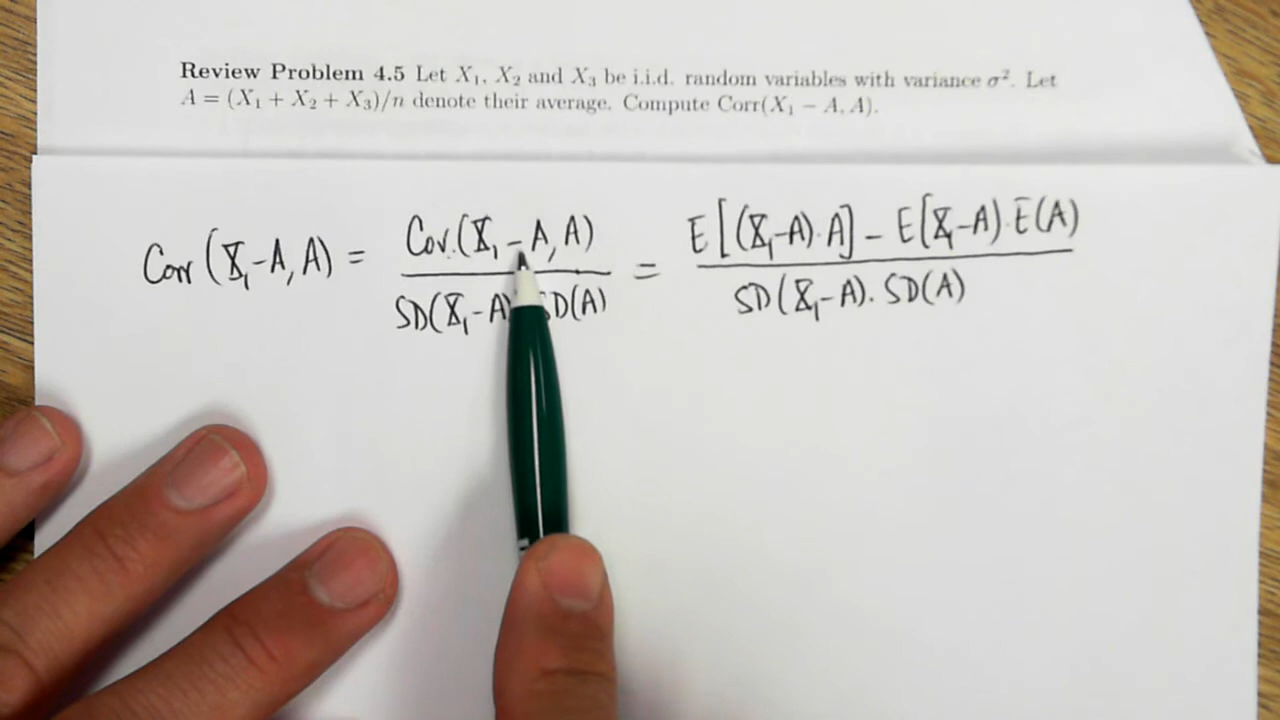 Review Problem 4.5 Let X₁, X₂ and X₃ be i.i.d. random variables with variance σ². Let
A = (X₁ + X₂ + X₃)/n denote their average. Compute Corr(X₁ − A, A).
Corr (X₁-A, A) = Cov.(X₁-A, A) / SD(X₁-A) SD(A) = E[(X₁-A)·A] - E[X₁-A)·E(A) / SD(X₁-A)·SD(A)